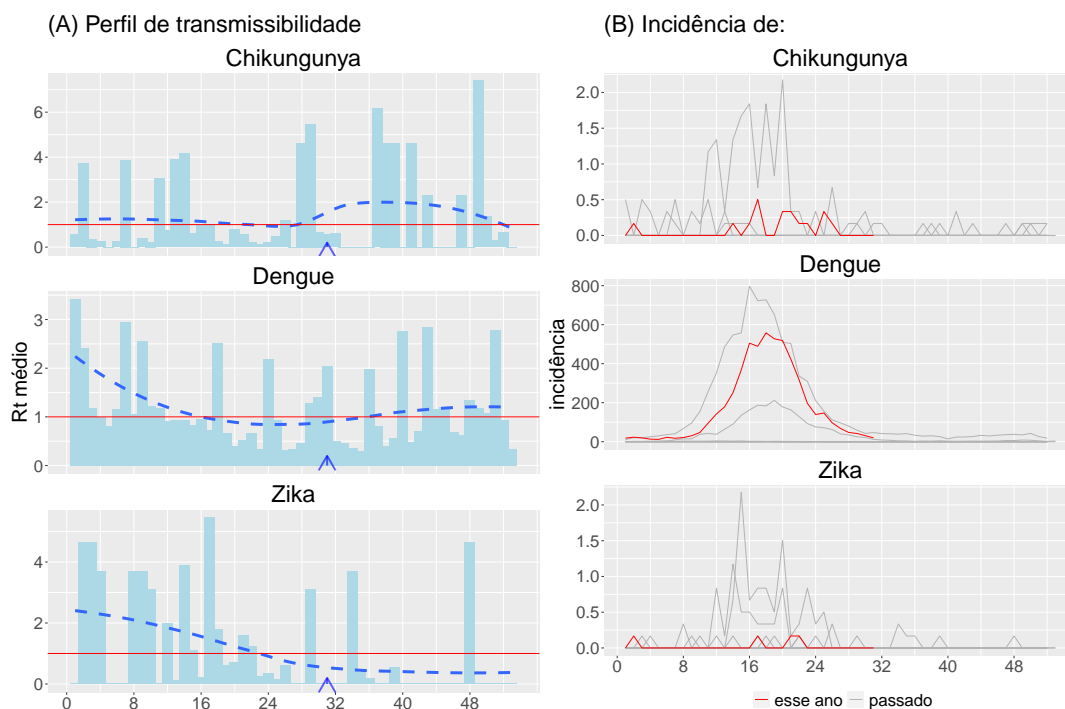 (A) Perfil de transmissibilidade
Chikungunya
6
4
2
0
Dengue
3
2
1
0
Rt médio
Zika
4
2
0
0 8 16 24 32 40 48
(B) Incidência de:
Chikungunya
2.0
1.5
1.0
0.5
0.0
Dengue
800
600
400
200
0
incidência
Zika
2.0
1.5
1.0
0.5
0.0
0 8 16 24 32 40 48
esse ano passado